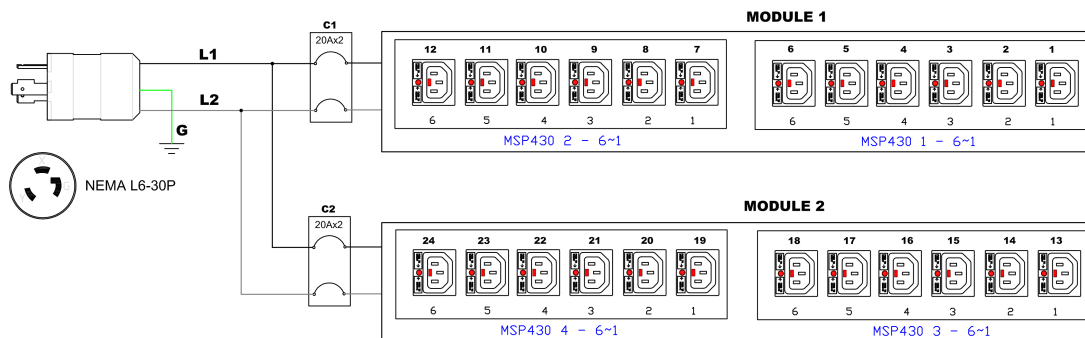 MODULE 1
C1
20Ax2
12 11 10 9 8 7 6 5 4 3 2 1
L1
L2
G
6 5 4 3 2 1 6 5 4 3 2 1
MSP430 2 - 6~1 MSP430 1 - 6~1
X
G
Y
NEMA L6-30P
MODULE 2
C2
20Ax2
24 23 22 21 20 19 18 17 16 15 14 13
6 5 4 3 2 1 6 5 4 3 2 1
MSP430 4 - 6~1 MSP430 3 - 6~1